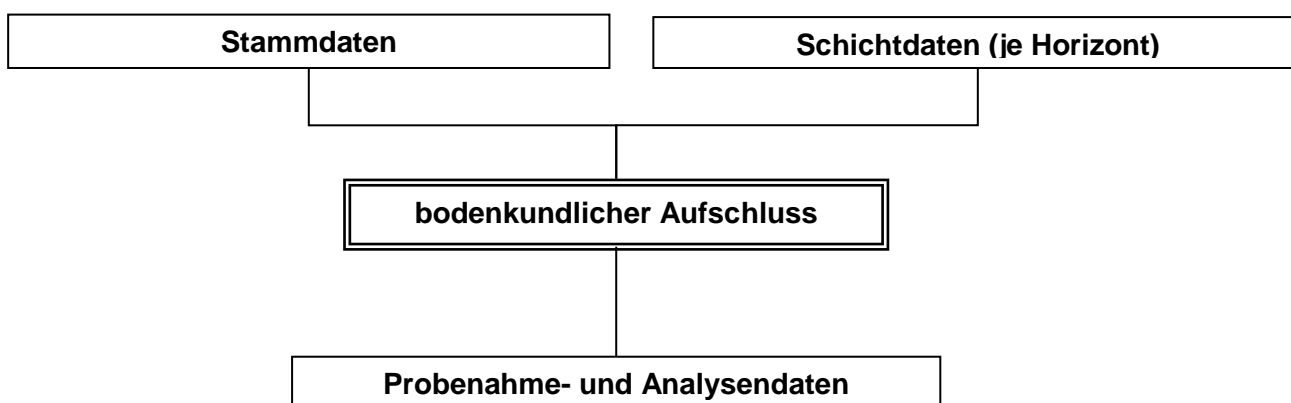 Stammdaten
Schichtdaten (je Horizont)
bodenkundlicher Aufschluss
Probenahme- und Analysendaten